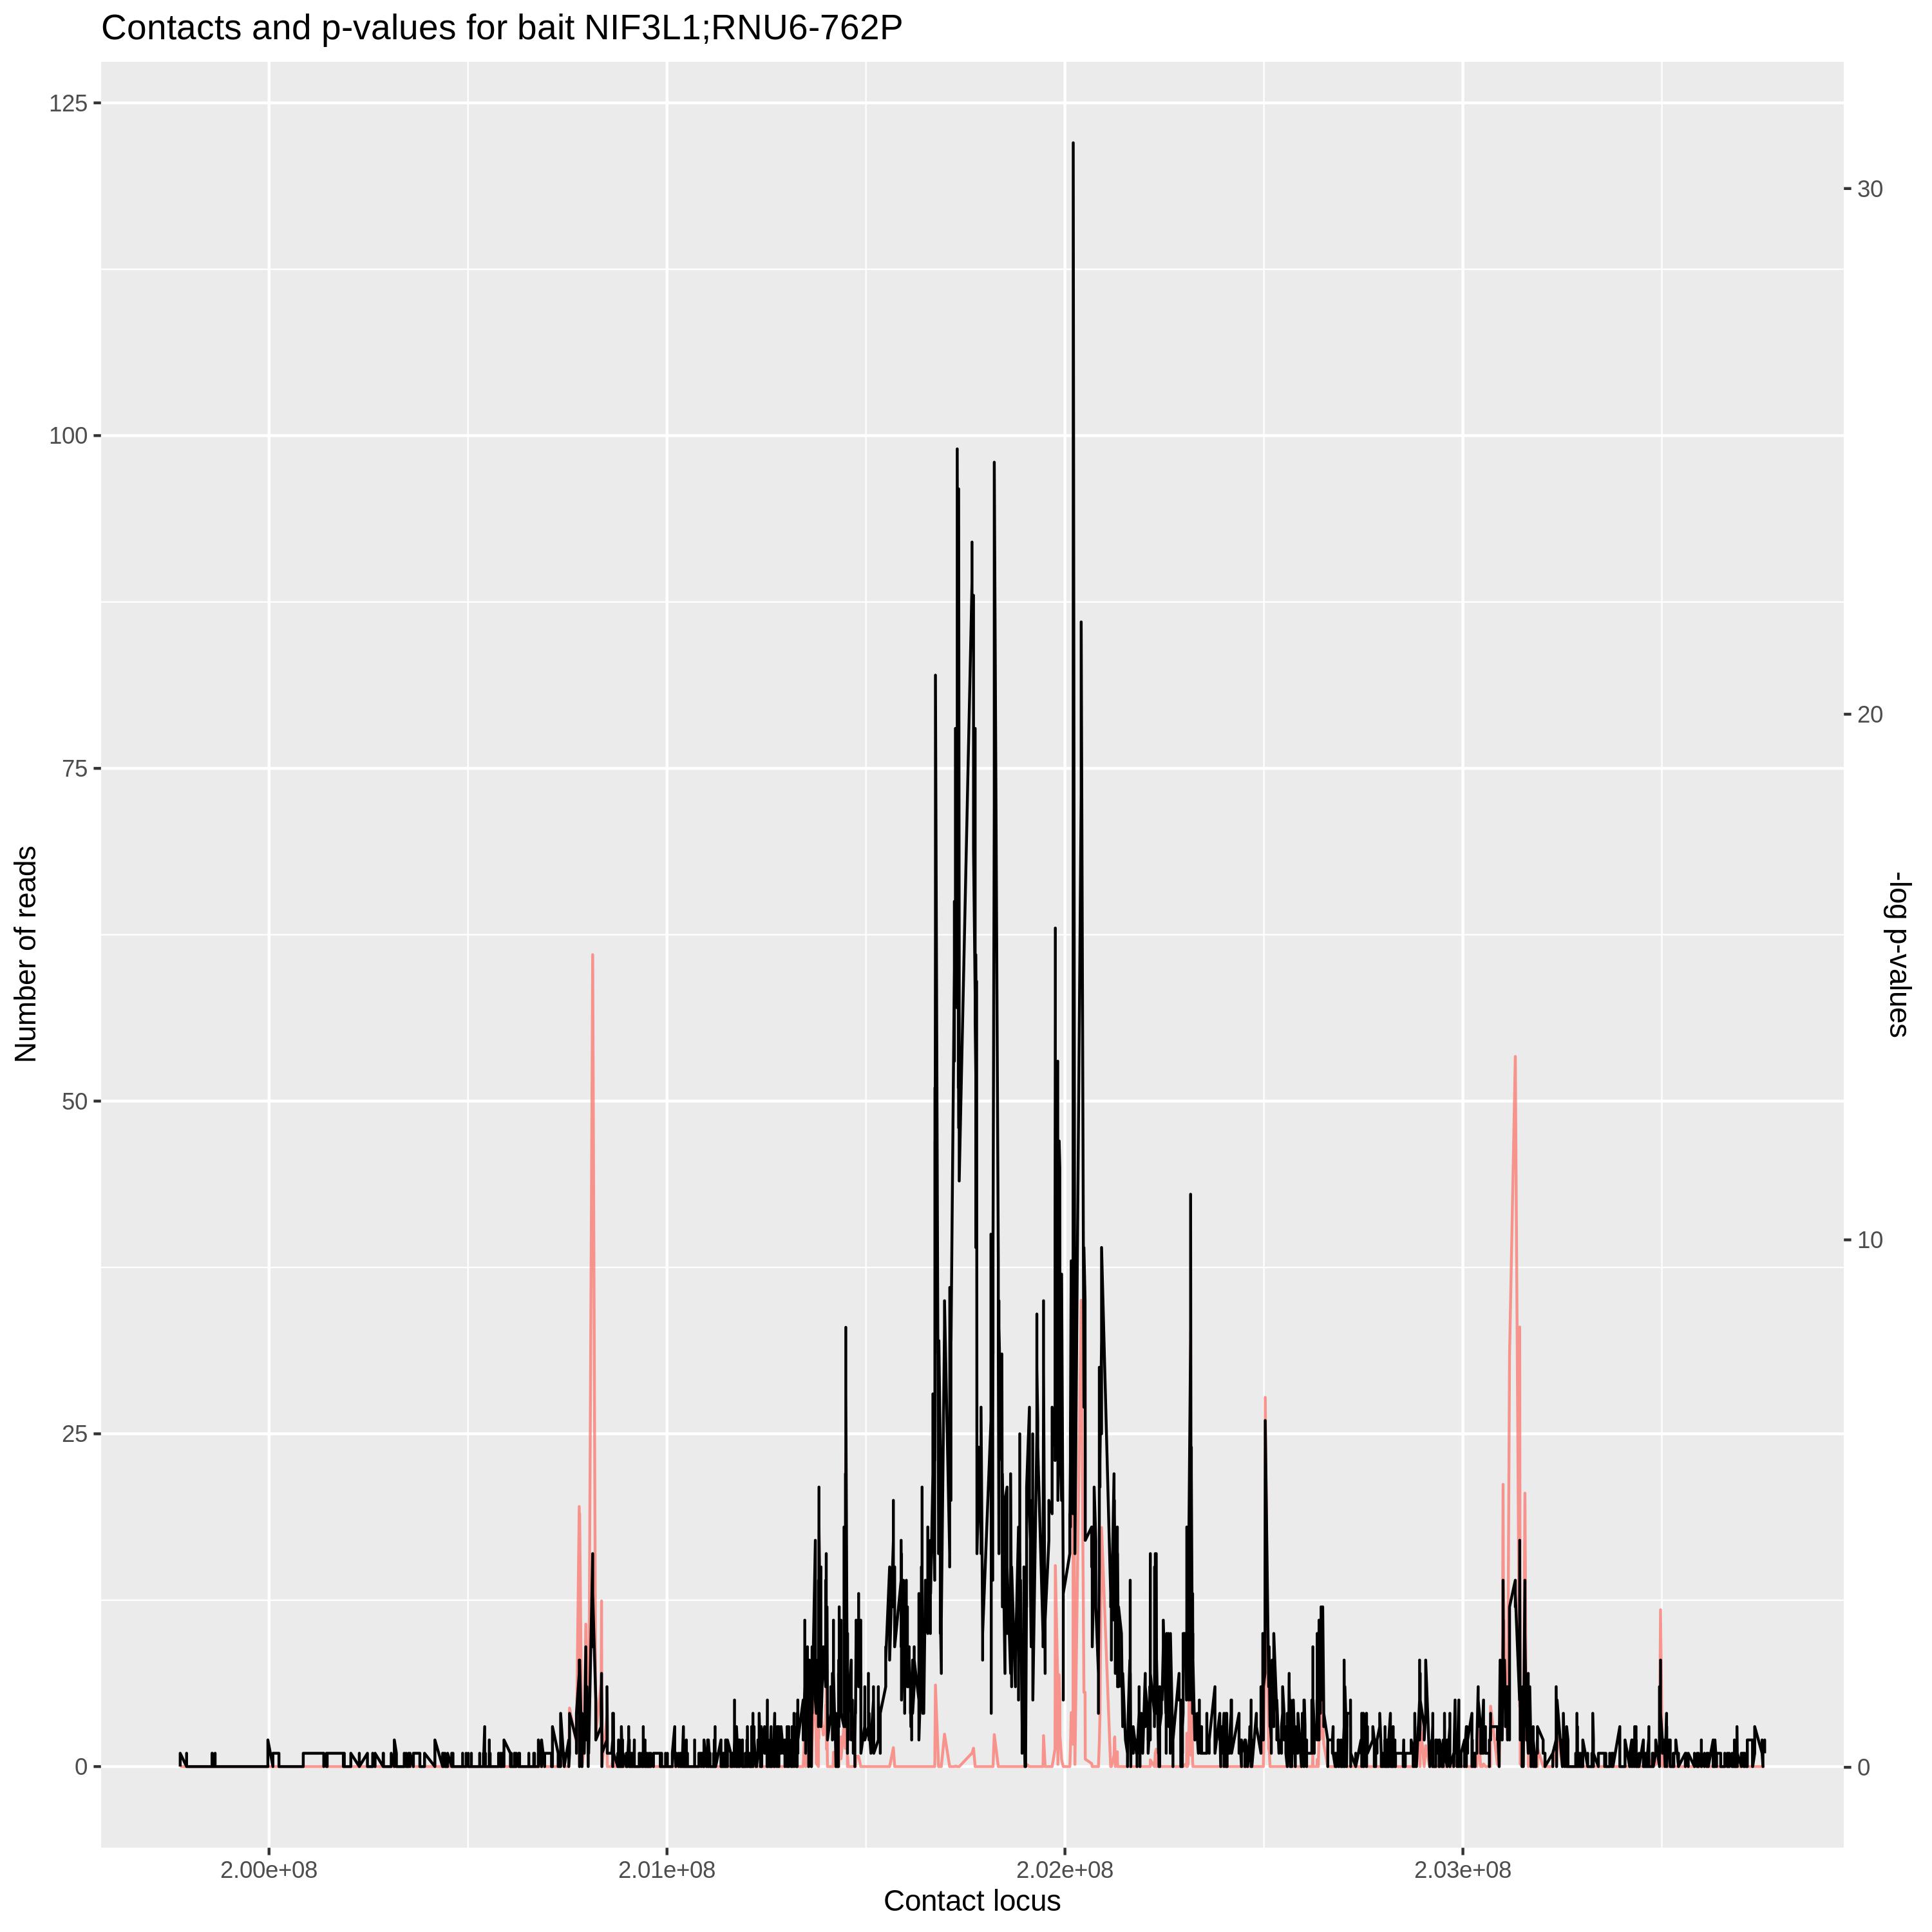 Contacts and p-values for bait NIF3L1;RNU6-762P
125
100
75
50
25
0
Number of reads
30
20
10
0
-log p-values
2.00e+08
2.01e+08
2.02e+08
2.03e+08
Contact locus